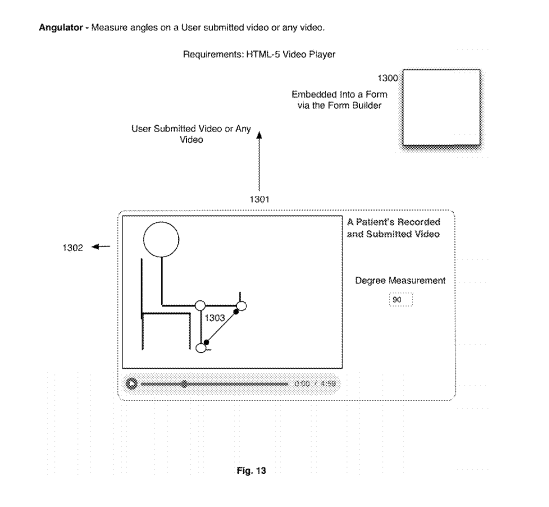 Angulator - Measure angles on a User submitted video or any video.
Requirements: HTML-5 Video Player
1300
Embedded Into a Form
via the Form Builder
User Submitted Video or Any
Video
1301
A Patient's Recorded
and Submitted Video
1302
Degree Measurement
90
1303
0:00 / 4:59
Fig. 13